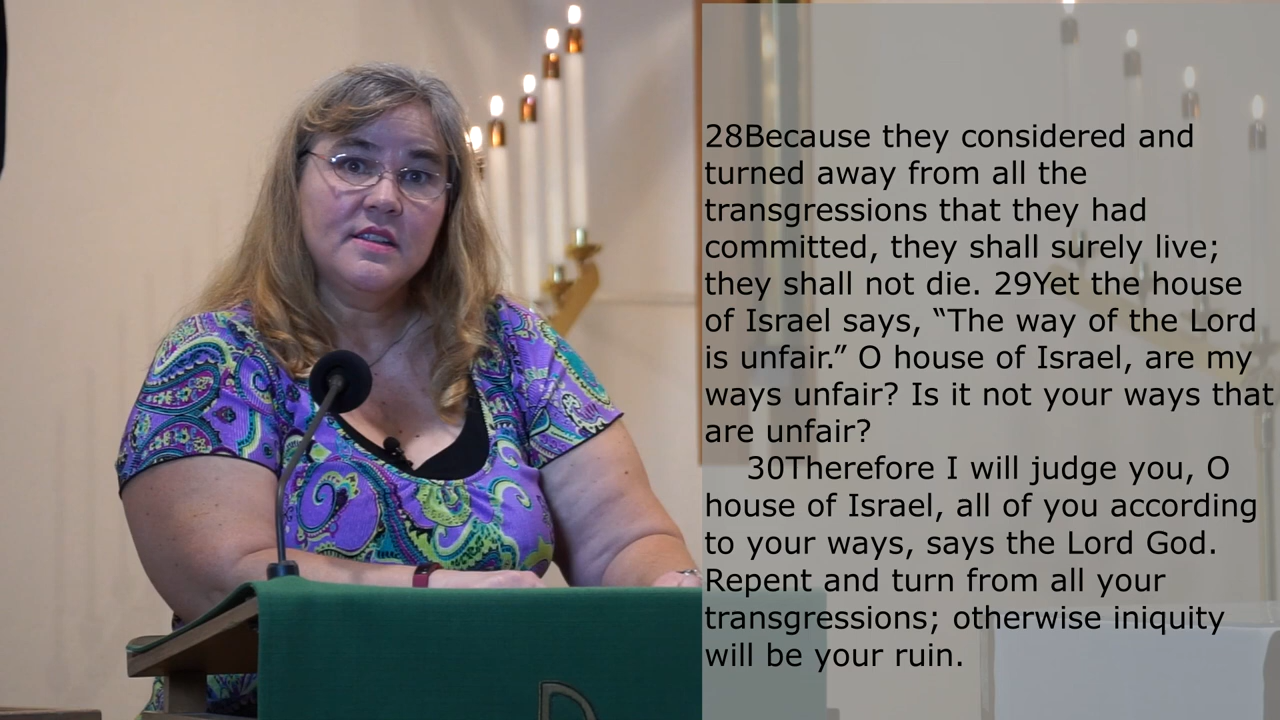 28Because they considered and
turned away from all the
transgressions that they had
committed, they shall surely live;
they shall not die. 29Yet the house
of Israel says, “The way of the Lord
is unfair.” O house of Israel, are my
ways unfair? Is it not your ways that
are unfair?
30Therefore I will judge you, O
house of Israel, all of you according
to your ways, says the Lord God.
Repent and turn from all your
transgressions; otherwise iniquity
will be your ruin.